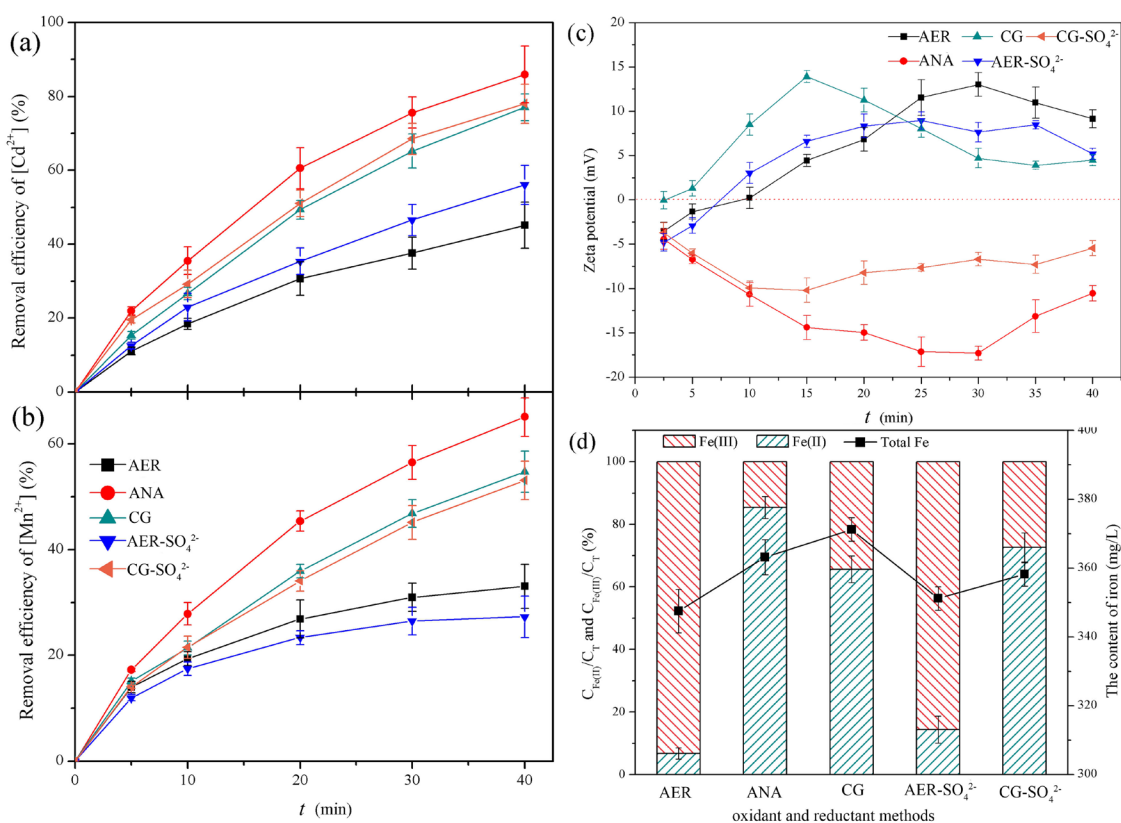 (a)
Removal efficiency of [Cd²⁺] (%)
100
80
60
40
20
0
(b)
Removal efficiency of [Mn²⁺] (%)
60
40
20
0
AER
ANA
CG
AER-SO₄²⁻
CG-SO₄²⁻
0
10
20
30
40
t (min)
(c)
Zeta potential (mV)
20
15
10
5
0
-5
-10
-15
-20
AER
CG
CG-SO₄²⁻
ANA
AER-SO₄²⁻
0
5
10
15
20
25
30
35
40
t (min)
(d)
Fe(III)
Fe(II)
Total Fe
C_Fe(II)/C_T and C_Fe(III)/C_T (%)
100
80
60
40
20
0
The content of iron (mg/L)
400
380
360
340
320
300
AER
ANA
CG
AER-SO₄²⁻
CG-SO₄²⁻
oxidant and reductant methods